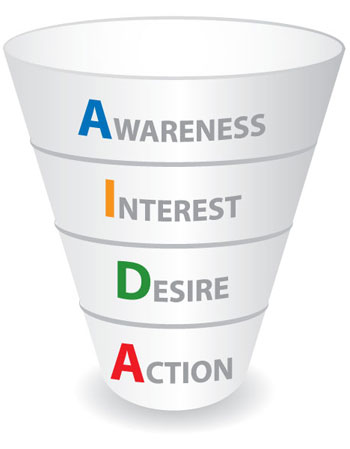 AWARENESS
INTEREST
DESIRE
ACTION